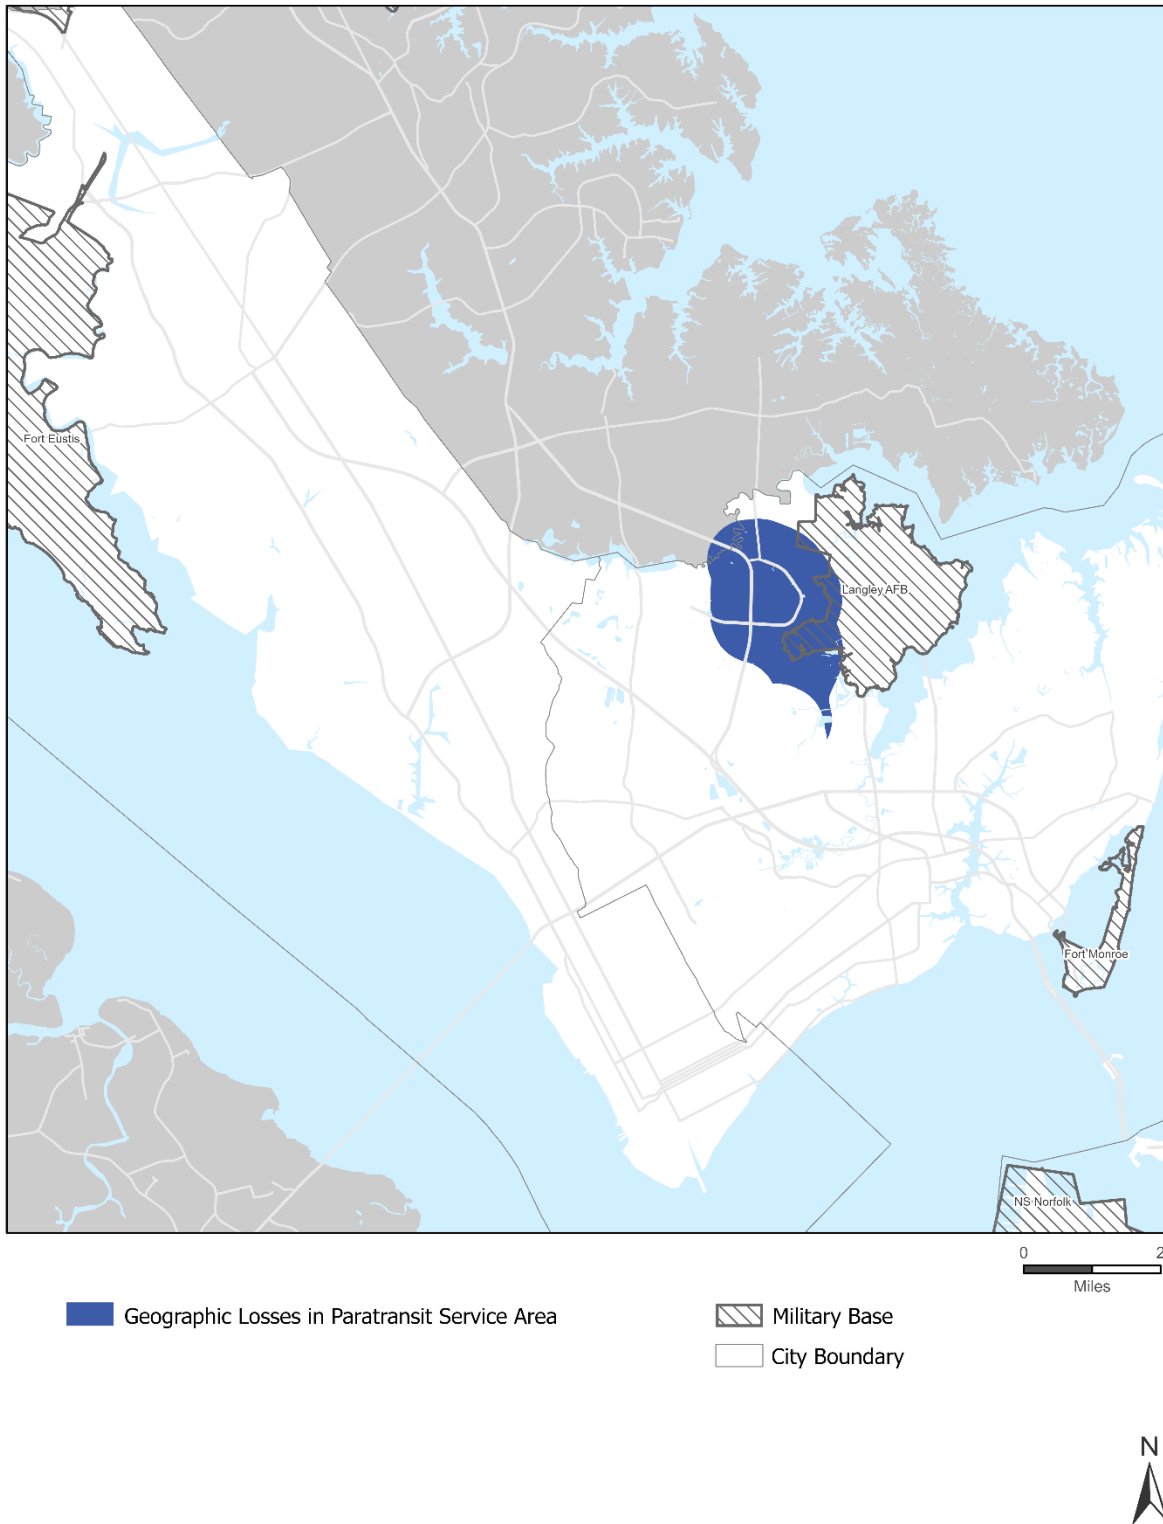 Fort Eustis
Langley AFB
Fort Monroe
NS Norfolk
0 2
Miles
Geographic Losses in Paratransit Service Area
Military Base
City Boundary
N